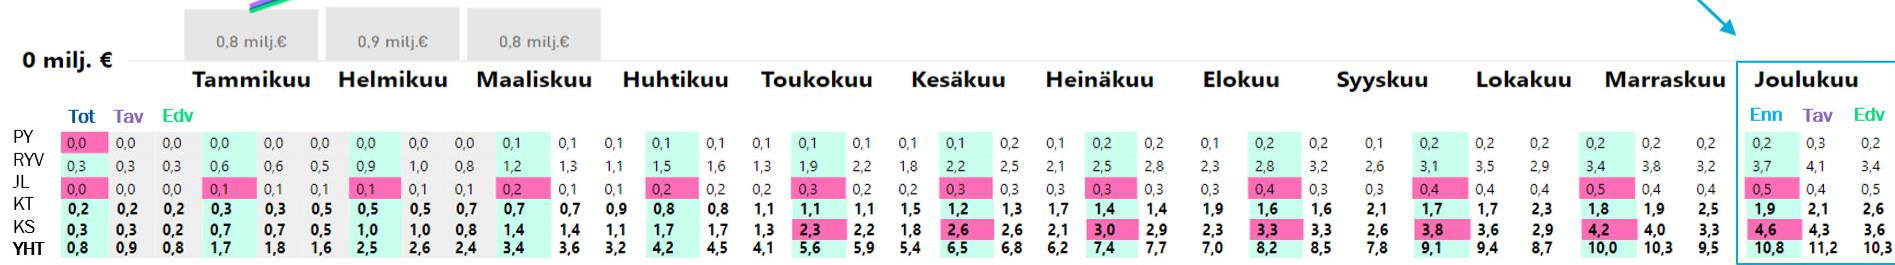 0,8 milj.€ 0,9 milj.€ 0,8 milj.€
0 milj. €
Tammikuu Helmikuu Maaliskuu Huhtikuu Toukokuu Kesäkuu Heinäkuu Elokuu Syyskuu Lokakuu Marraskuu Joulukuu
Tot Tav Edv Enn Tav Edv
PY 0,0 0,0 0,0 0,0 0,0 0,0 0,0 0,0 0,0 0,1 0,1 0,1 0,1 0,1 0,1 0,1 0,1 0,1 0,1 0,2 0,1 0,2 0,2 0,1 0,2 0,2 0,1 0,2 0,2 0,2 0,2 0,2 0,2 0,2 0,3 0,2
RYV 0,3 0,3 0,3 0,6 0,6 0,5 0,9 1,0 0,8 1,2 1,3 1,1 1,5 1,6 1,3 1,9 2,2 1,8 2,2 2,5 2,1 2,5 2,8 2,3 2,8 3,2 2,6 3,1 3,5 2,9 3,4 3,8 3,2 3,7 4,1 3,4
JL 0,0 0,0 0,0 0,1 0,1 0,1 0,1 0,1 0,1 0,2 0,1 0,1 0,2 0,2 0,2 0,3 0,2 0,2 0,3 0,3 0,3 0,3 0,3 0,3 0,4 0,3 0,3 0,4 0,4 0,4 0,5 0,4 0,4 0,5 0,4 0,5
KT 0,2 0,2 0,2 0,3 0,3 0,5 0,5 0,5 0,7 0,7 0,7 0,9 0,8 0,8 1,1 1,1 1,1 1,5 1,2 1,3 1,7 1,4 1,4 1,9 1,6 1,6 2,1 1,7 1,7 2,3 1,8 1,9 2,5 1,9 2,1 2,6
KS 0,3 0,3 0,2 0,7 0,7 0,5 1,0 1,0 0,8 1,4 1,4 1,1 1,7 1,7 1,3 2,3 2,2 1,8 2,6 2,6 2,1 3,0 2,9 2,3 3,3 3,3 2,6 3,8 3,6 2,9 4,2 4,0 3,3 4,6 4,3 3,6
YHT 0,8 0,9 0,8 1,7 1,8 1,6 2,5 2,6 2,4 3,4 3,6 3,2 4,2 4,5 4,1 5,6 5,9 5,4 6,5 6,8 6,2 7,4 7,7 7,0 8,2 8,5 7,8 9,1 9,4 8,7 10,0 10,3 9,5 10,8 11,2 10,3